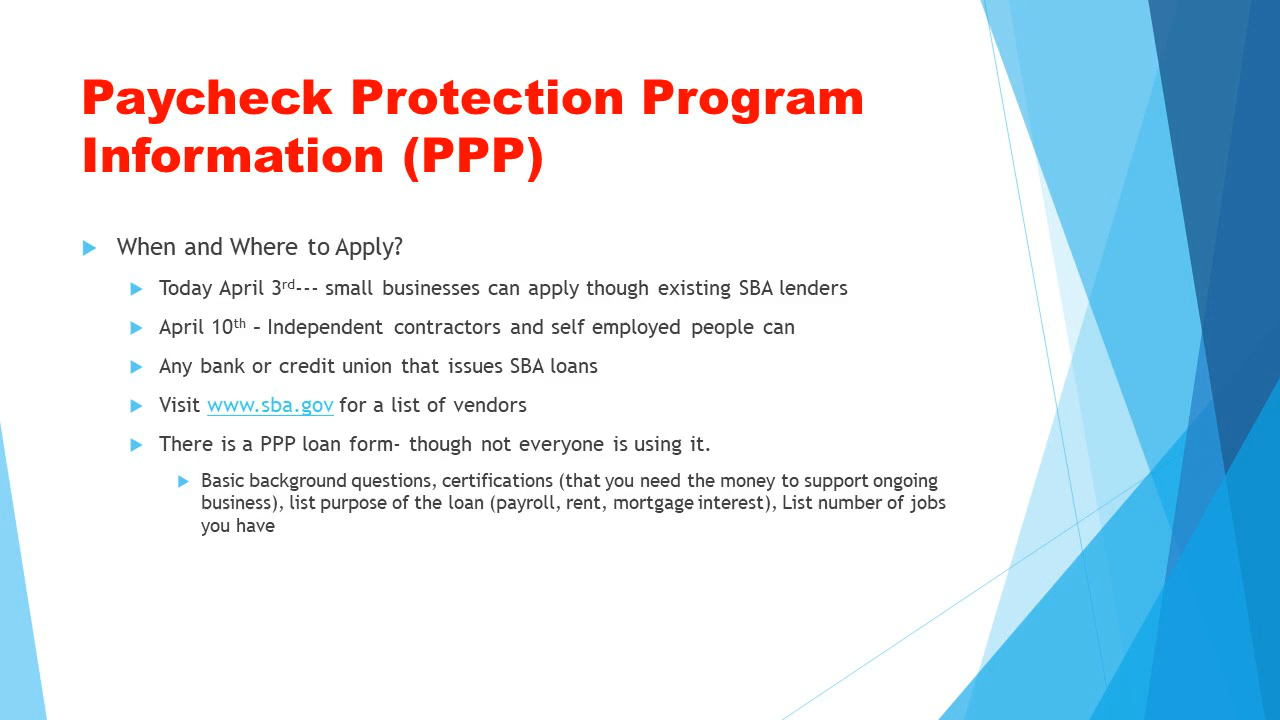 Paycheck Protection Program
Information (PPP)
When and Where to Apply?
Today April 3rd--- small businesses can apply though existing SBA lenders
April 10th – Independent contractors and self employed people can
Any bank or credit union that issues SBA loans
Visit www.sba.gov for a list of vendors
There is a PPP loan form- though not everyone is using it.
Basic background questions, certifications (that you need the money to support ongoing
business), list purpose of the loan (payroll, rent, mortgage interest), List number of jobs
you have